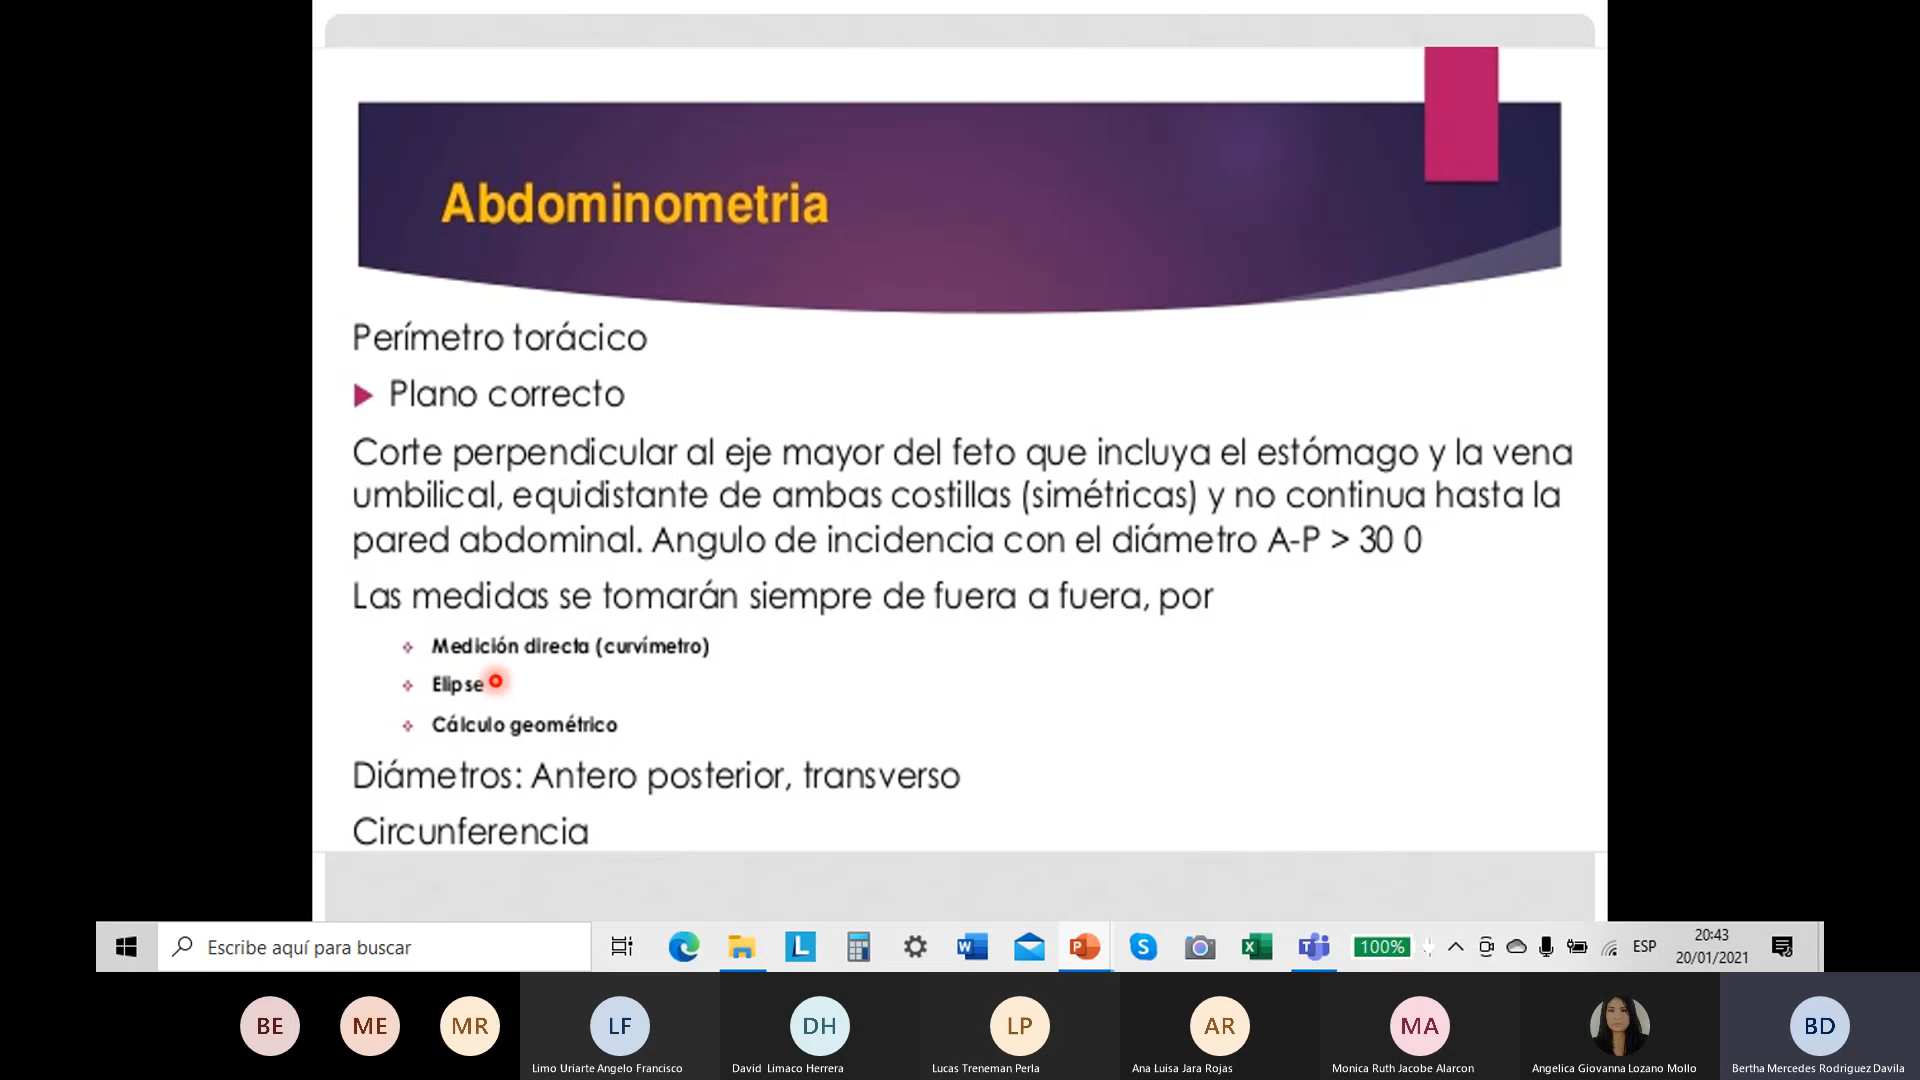 Abdominometria
Perímetro torácico
Plano correcto
Corte perpendicular al eje mayor del feto que incluya el estómago y la vena
umbilical, equidistante de ambas costillas (simétricas) y no continua hasta la
pared abdominal. Angulo de incidencia con el diámetro A-P > 30 0
Las medidas se tomarán siempre de fuera a fuera, por
Medición directa (curvímetro)
Elipse
Cálculo geométrico
Diámetros: Antero posterior, transverso
Circunferencia
Escribe aquí para buscar
L
W
P
S
X
T
100%
ESP
20:43
20/01/2021
BE
ME
MR
LF
DH
LP
AR
MA
BD
Limo Uriarte Angelo Francisco
David Limaco Herrera
Lucas Treneman Perla
Ana Luisa Jara Rojas
Monica Ruth Jacobe Alarcon
Angelica Giovanna Lozano Mollo
Bertha Mercedes Rodriguez Davila